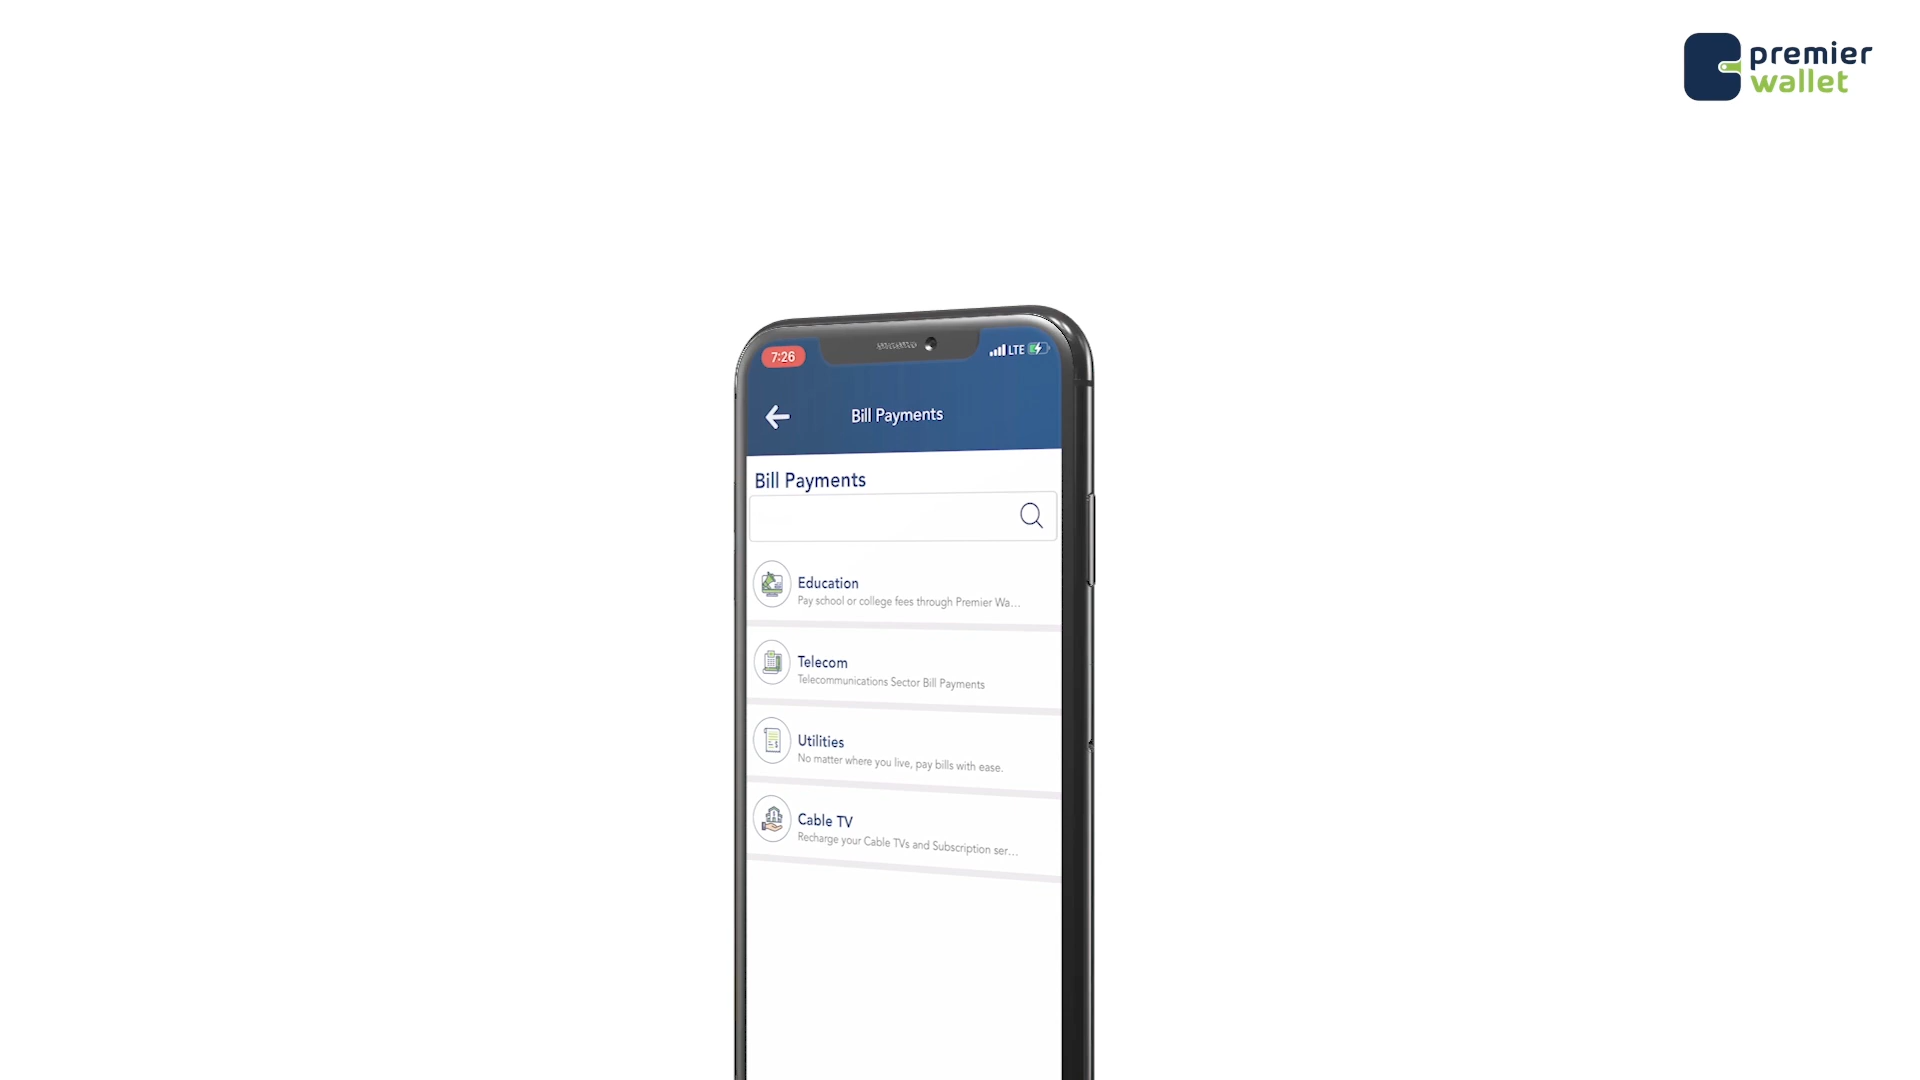 premier
wallet
7:26
LTE
Bill Payments
Bill Payments
Education
Pay school or college fees through Premier Wa...
Telecom
Telecommunications Sector Bill Payments
Utilities
No matter where you live, pay bills with ease.
Cable TV
Recharge your Cable TVs and Subscription ser...